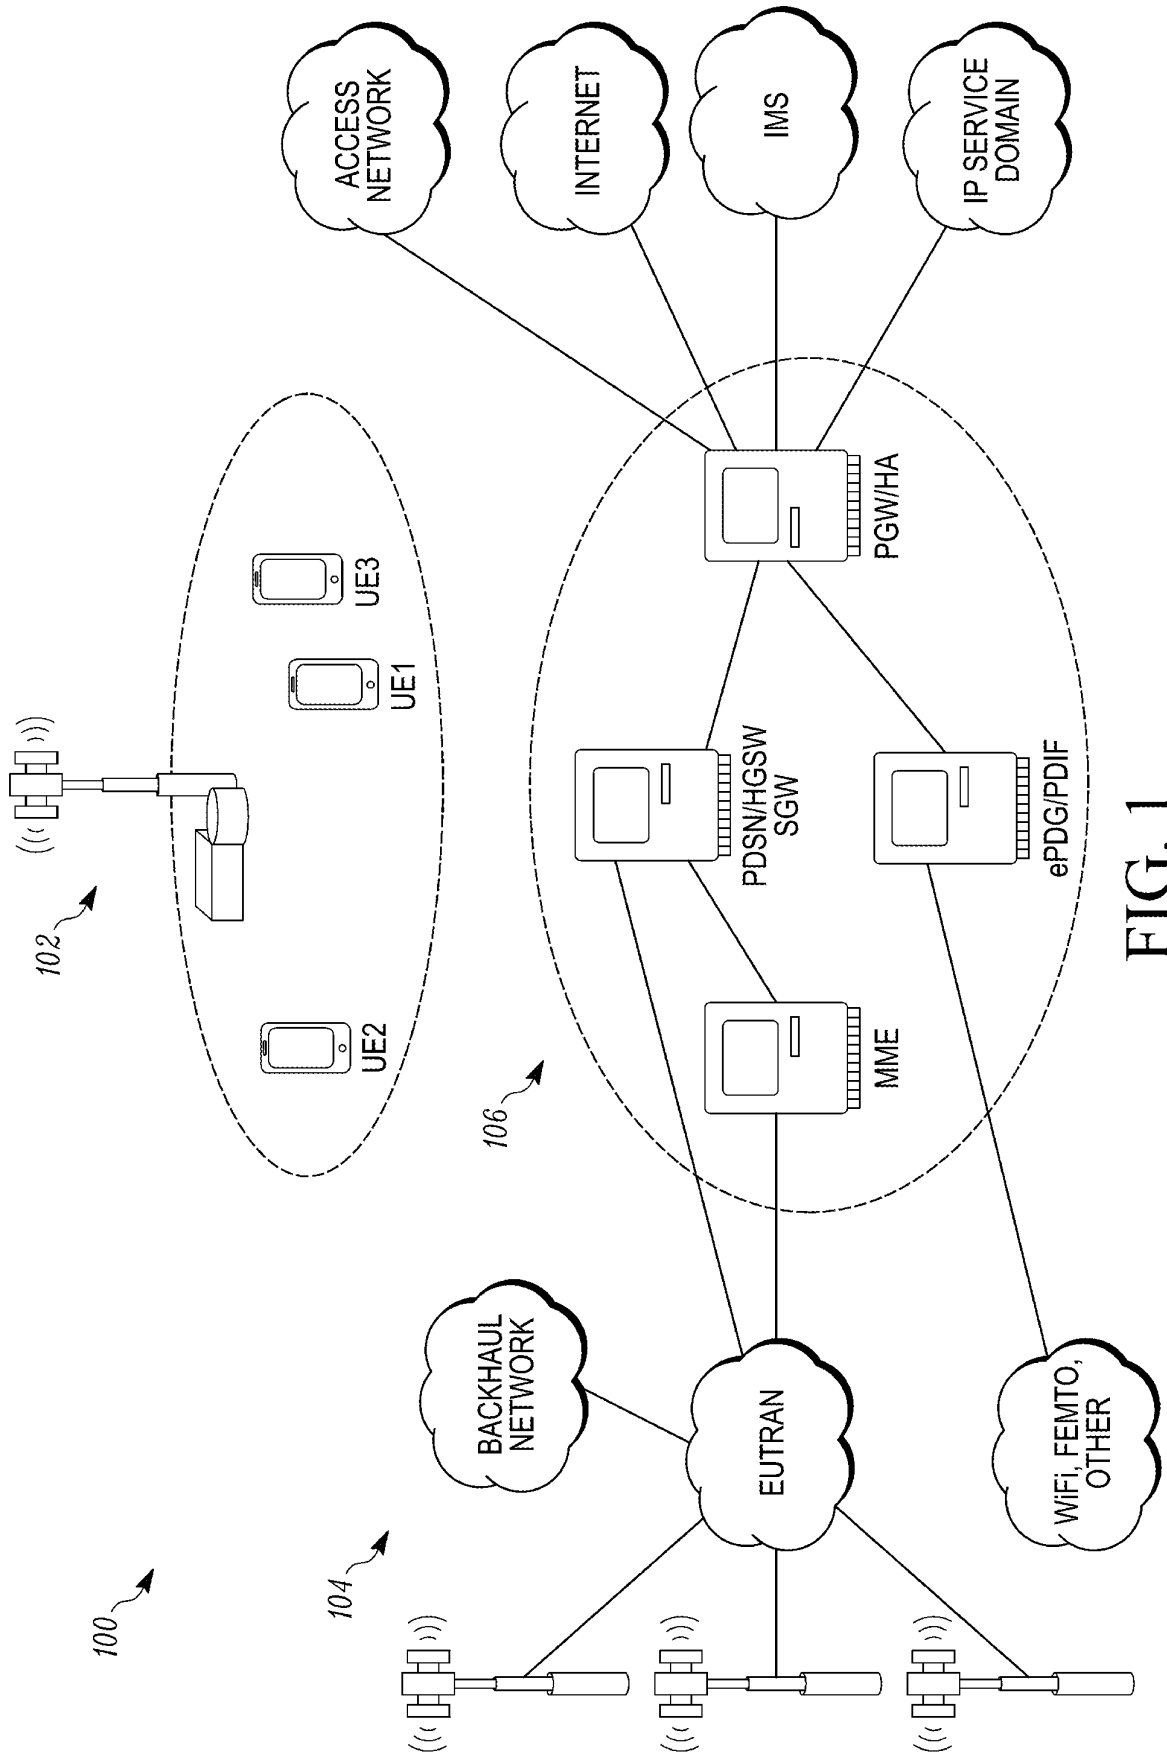 100
102
UE2
UE1
UE3
104
BACKHAUL
NETWORK
EUTRAN
WiFi, FEMTO,
OTHER
106
MME
PDSN/HGSW
SGW
ePDG/PDIF
PGW/HA
ACCESS
NETWORK
INTERNET
IMS
IP SERVICE
DOMAIN
FIG. 1